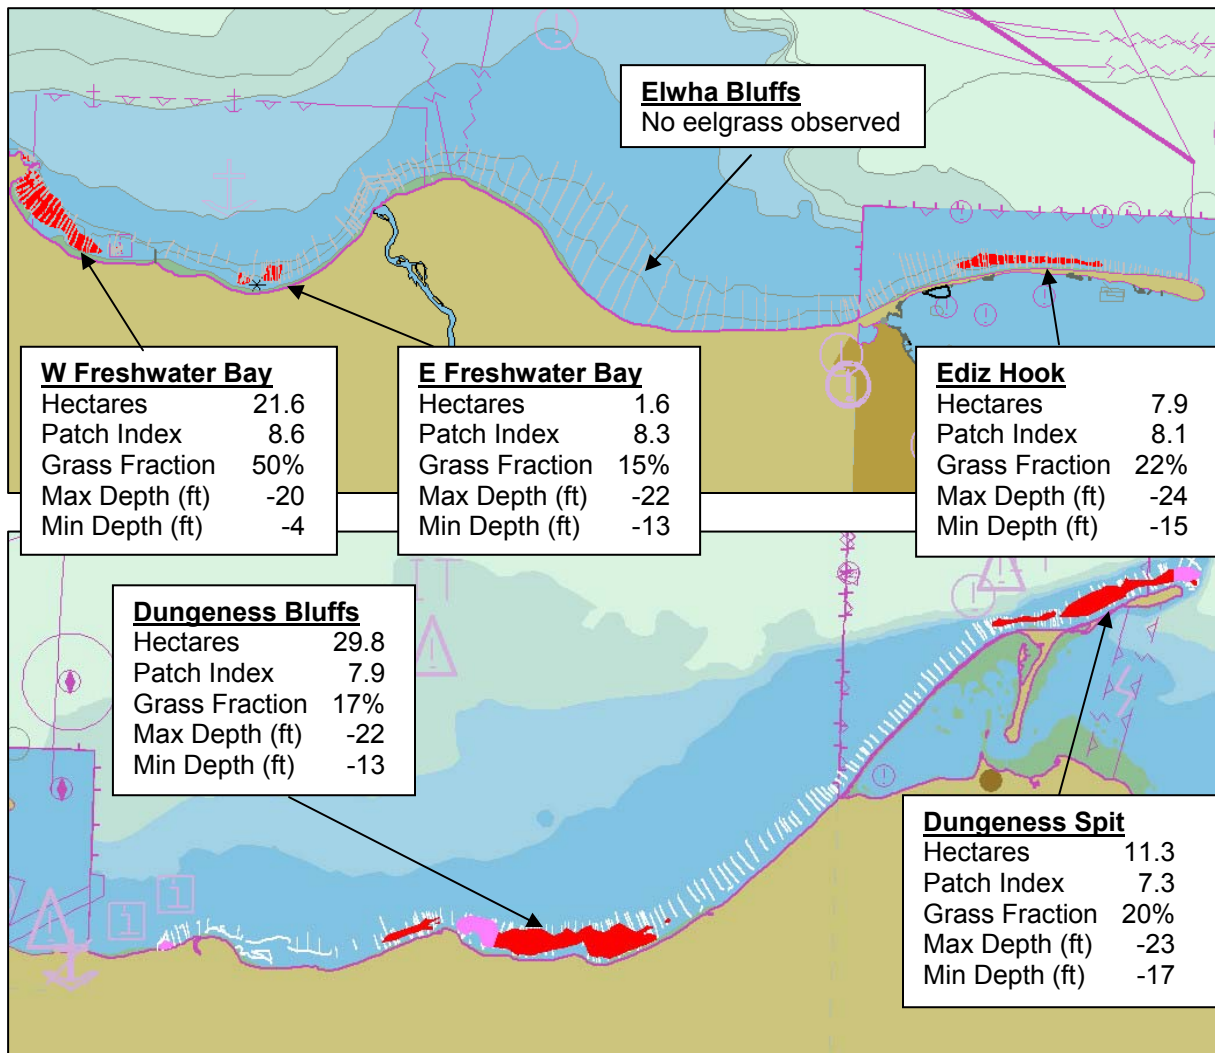 Elwha Bluffs
No eelgrass observed
W Freshwater Bay
Hectares 21.6
Patch Index 8.6
Grass Fraction 50%
Max Depth (ft) -20
Min Depth (ft) -4
E Freshwater Bay
Hectares 1.6
Patch Index 8.3
Grass Fraction 15%
Max Depth (ft) -22
Min Depth (ft) -13
Ediz Hook
Hectares 7.9
Patch Index 8.1
Grass Fraction 22%
Max Depth (ft) -24
Min Depth (ft) -15
Dungeness Bluffs
Hectares 29.8
Patch Index 7.9
Grass Fraction 17%
Max Depth (ft) -22
Min Depth (ft) -13
Dungeness Spit
Hectares 11.3
Patch Index 7.3
Grass Fraction 20%
Max Depth (ft) -23
Min Depth (ft) -17